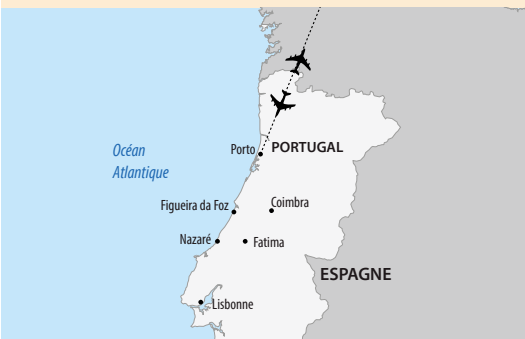 Océan
Atlantique
Porto
PORTUGAL
Figueira da Foz
Coimbra
Nazaré
Fatima
ESPAGNE
Lisbonne